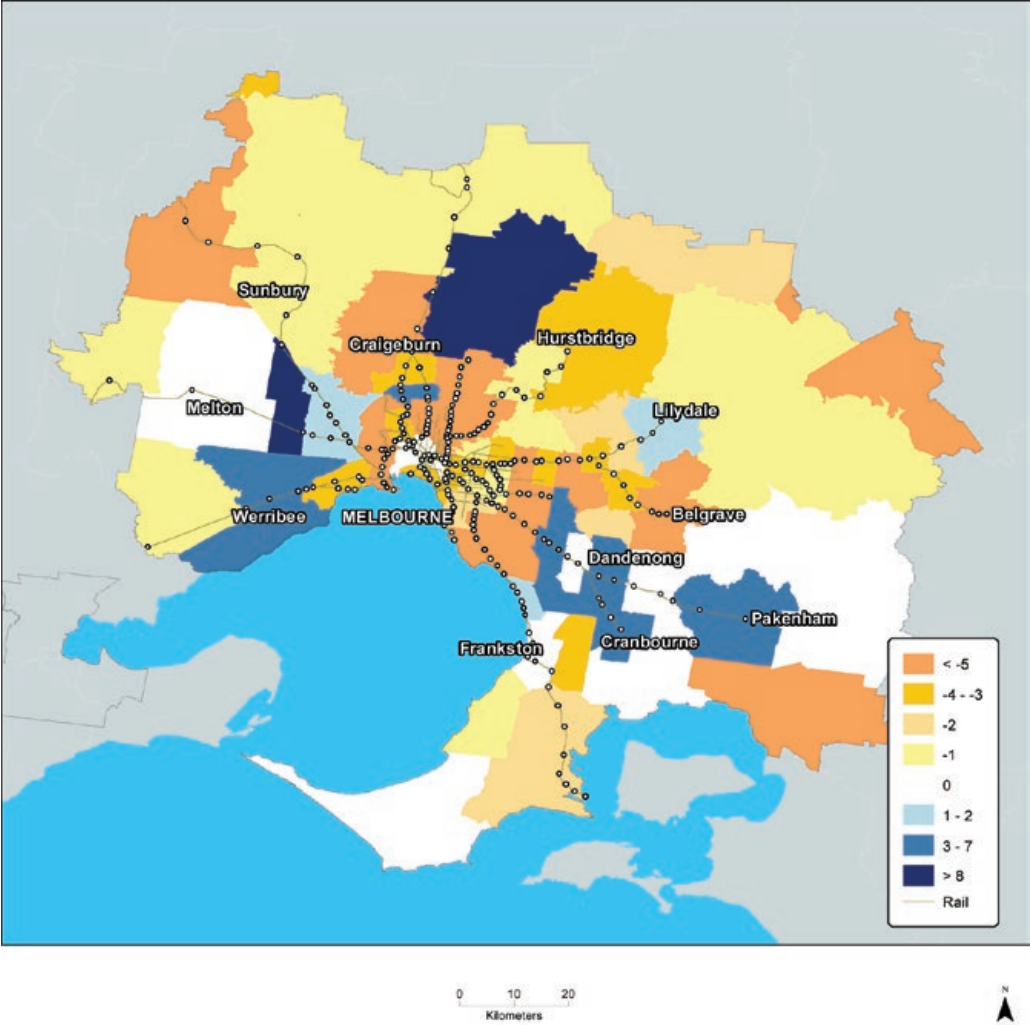 Sunbury
Craigeburn
Hurstbridge
Melton
Lilydale
Werribee
MELBOURNE
Belgrave
Dandenong
Pakenham
Cranbourne
Frankston
< -5
-4 - -3
-2
-1
0
1 - 2
3 - 7
> 8
Rail
0 10 20
Kilometers
N